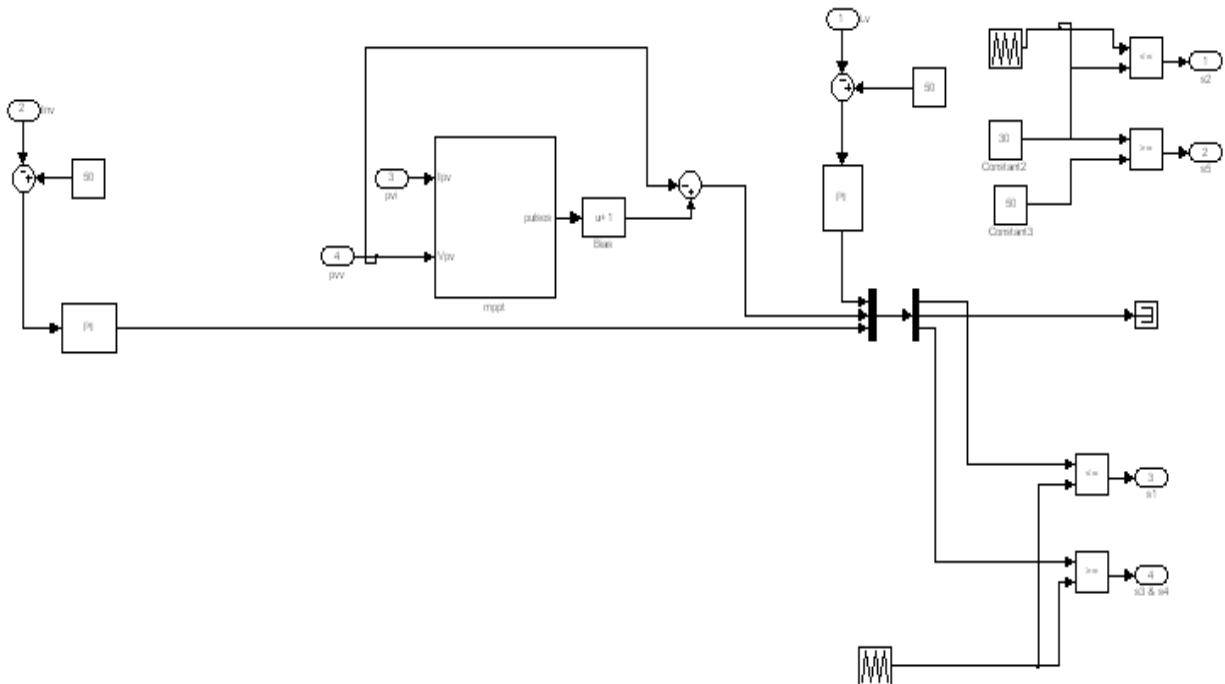 1
Lv
50
<=
1
s2
2
Inv
30
Constant2
>=
2
s5
50
3
pvi
Ipv
PI
50
Constant3
pulses
u+1
Bias
4
pvv
Vpv
mppt
PI
<=
3
s1
>=
4
s3 & s4